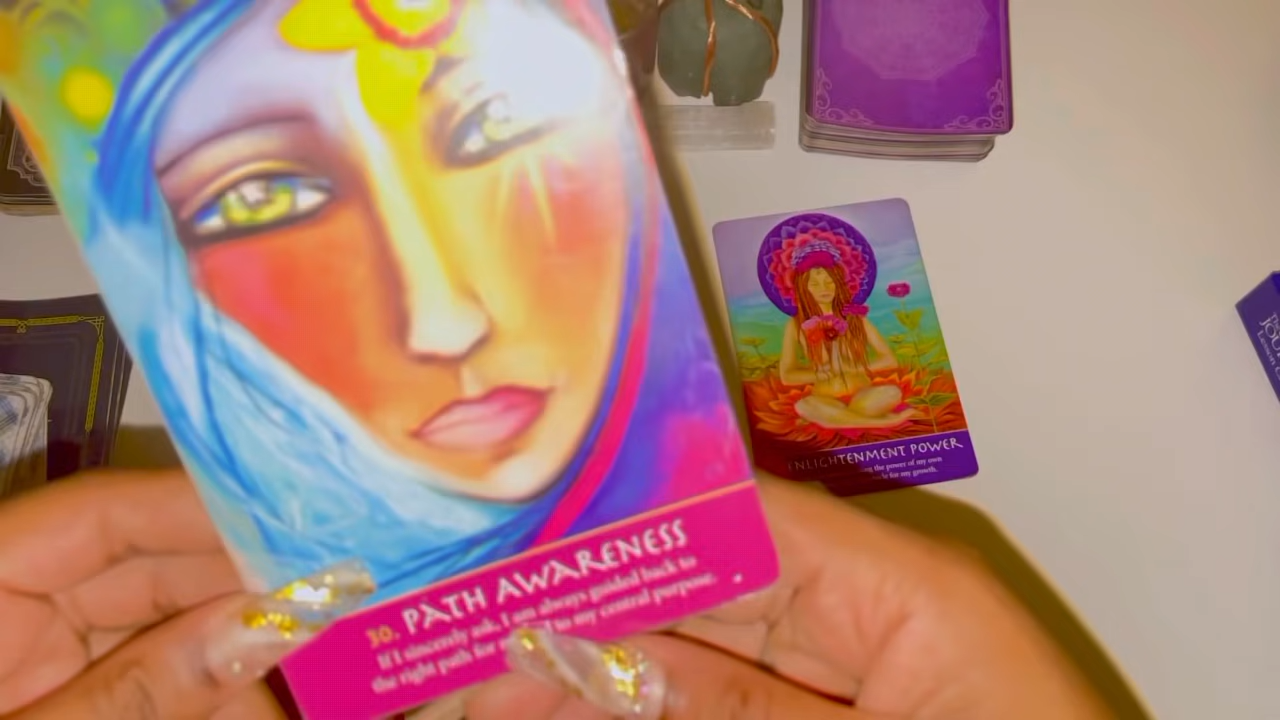 30. PATH AWARENESS
If I sincerely ask, I am always guided back to
the right path for to my central purpose.
ENLIGHTENMENT POWER
the power of my own
for my growth.